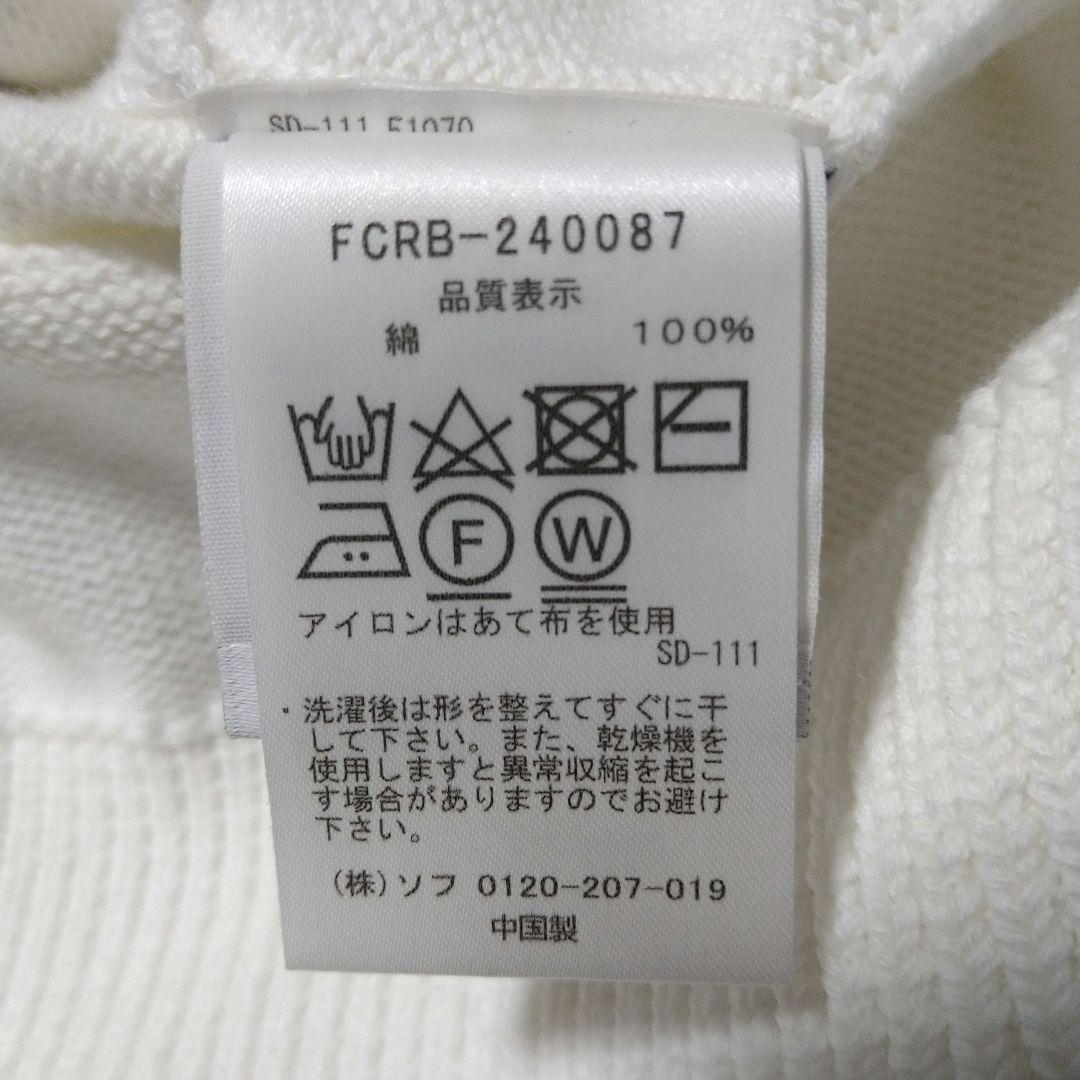 SD-111 51070
FCRB-240087
品質表示
綿 100%
F W
アイロンはあて布を使用
SD-111
・洗濯後は形を整えてすぐに干
して下さい。また、乾燥機を
使用しますと異常収縮を起こ
す場合がありますのでお避け
下さい。
(株)ソフ 0120-207-019
中国製